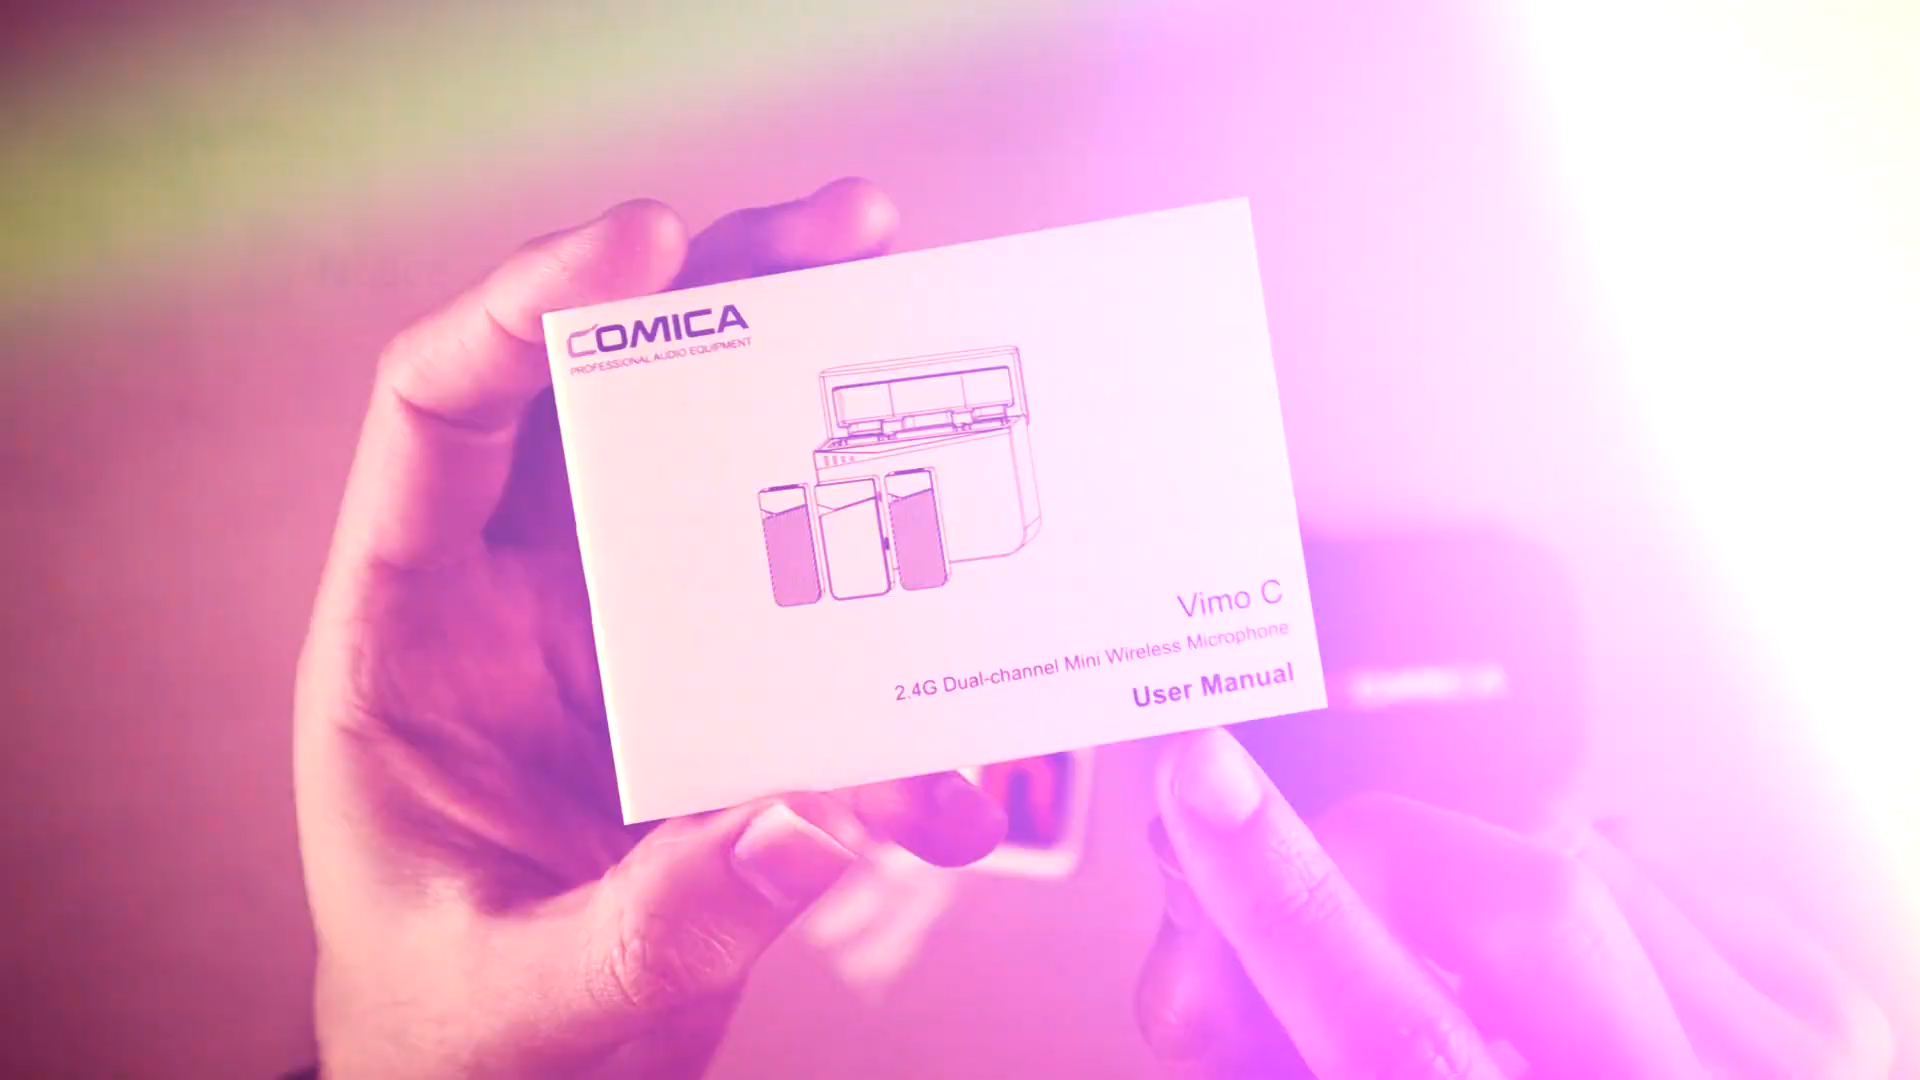 COMICA
PROFESSIONAL AUDIO EQUIPMENT
Vimo C
2.4G Dual-channel Mini Wireless Microphone
User Manual